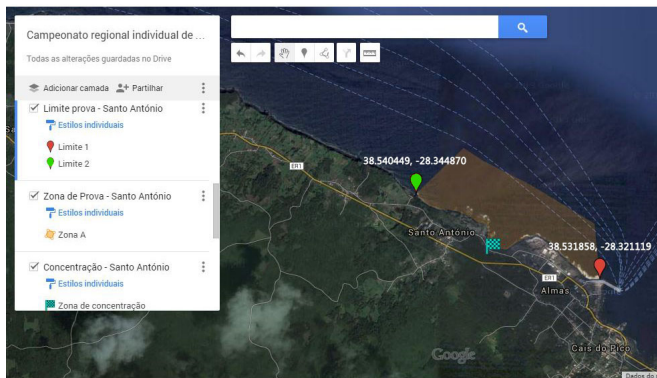 Campeonato regional individual de ...
Todas as alterações guardadas no Drive
Adicionar camada Partilhar
Limite prova - Santo António
Estilos individuais
Limite 1
Limite 2
Zona de Prova - Santo António
Estilos individuais
Zona A
Concentração - Santo António
Estilos individuais
Zona de concentração
ER1
38.540449, -28.344870
Santo António
38.531858, -28.321119
ER1
Almas
Cais do Pico
Google
Dados do